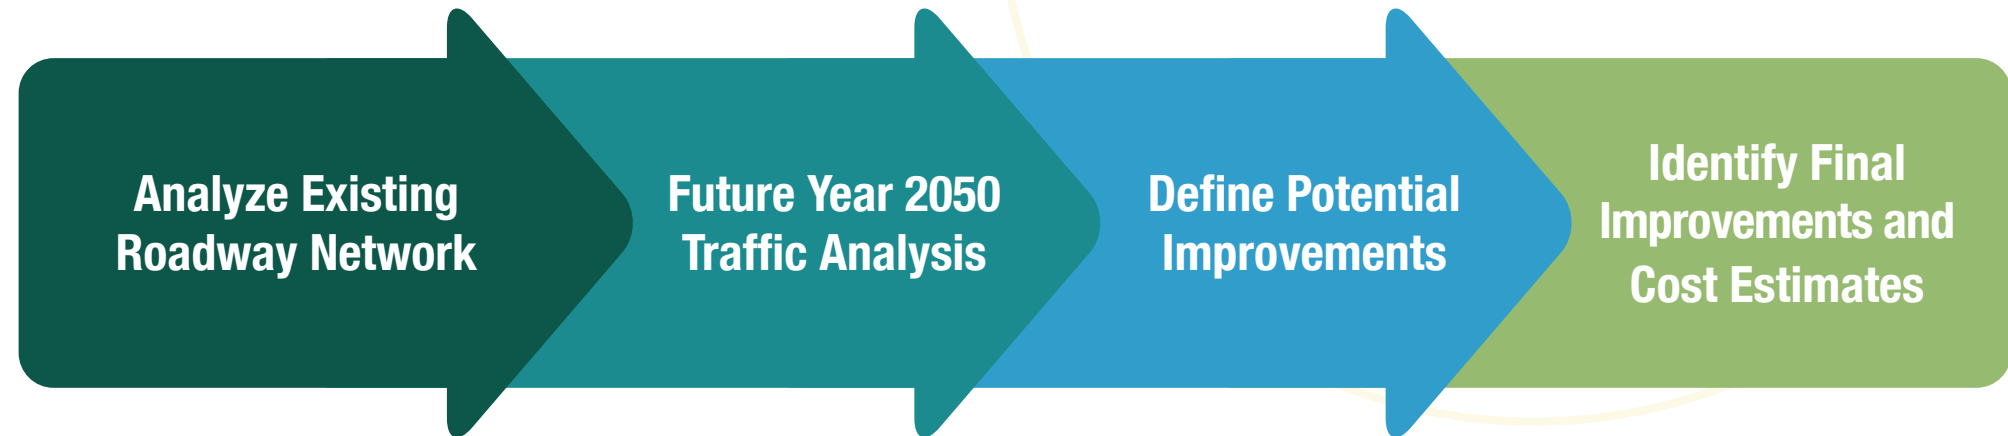 Analyze Existing
Roadway Network
Future Year 2050
Traffic Analysis
Define Potential
Improvements
Identify Final
Improvements and
Cost Estimates